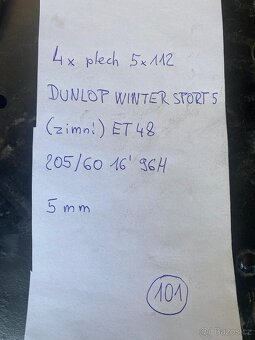 4x plech 5x112
DUNLOP WINTER SPORT 5
(zimní) ET 48
205/60 16' 96H
5 mm
101